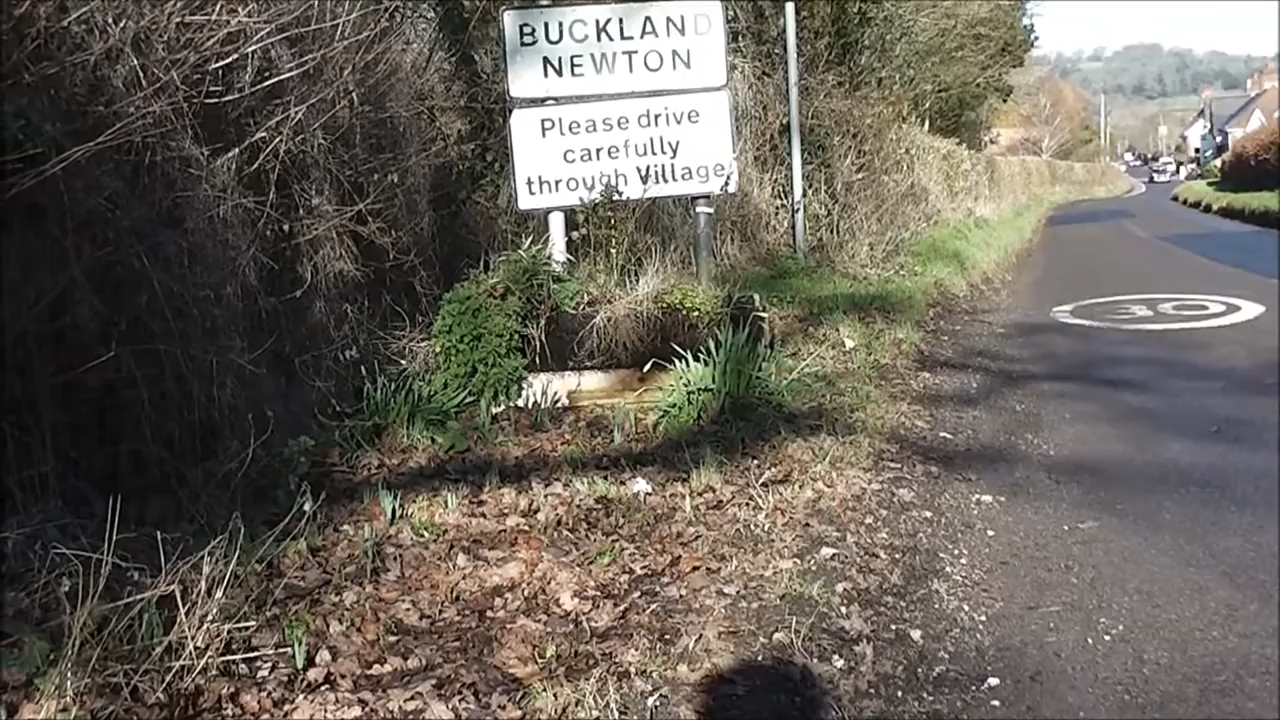 BUCKLAND
NEWTON
Please drive
carefully
through Village
30